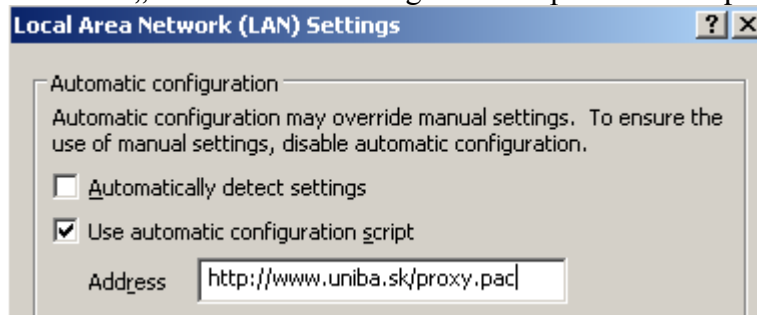 Local Area Network (LAN) Settings
Automatic configuration
Automatic configuration may override manual settings. To ensure the
use of manual settings, disable automatic configuration.
Automatically detect settings
Use automatic configuration script
Address http://www.uniba.sk/proxy.pac